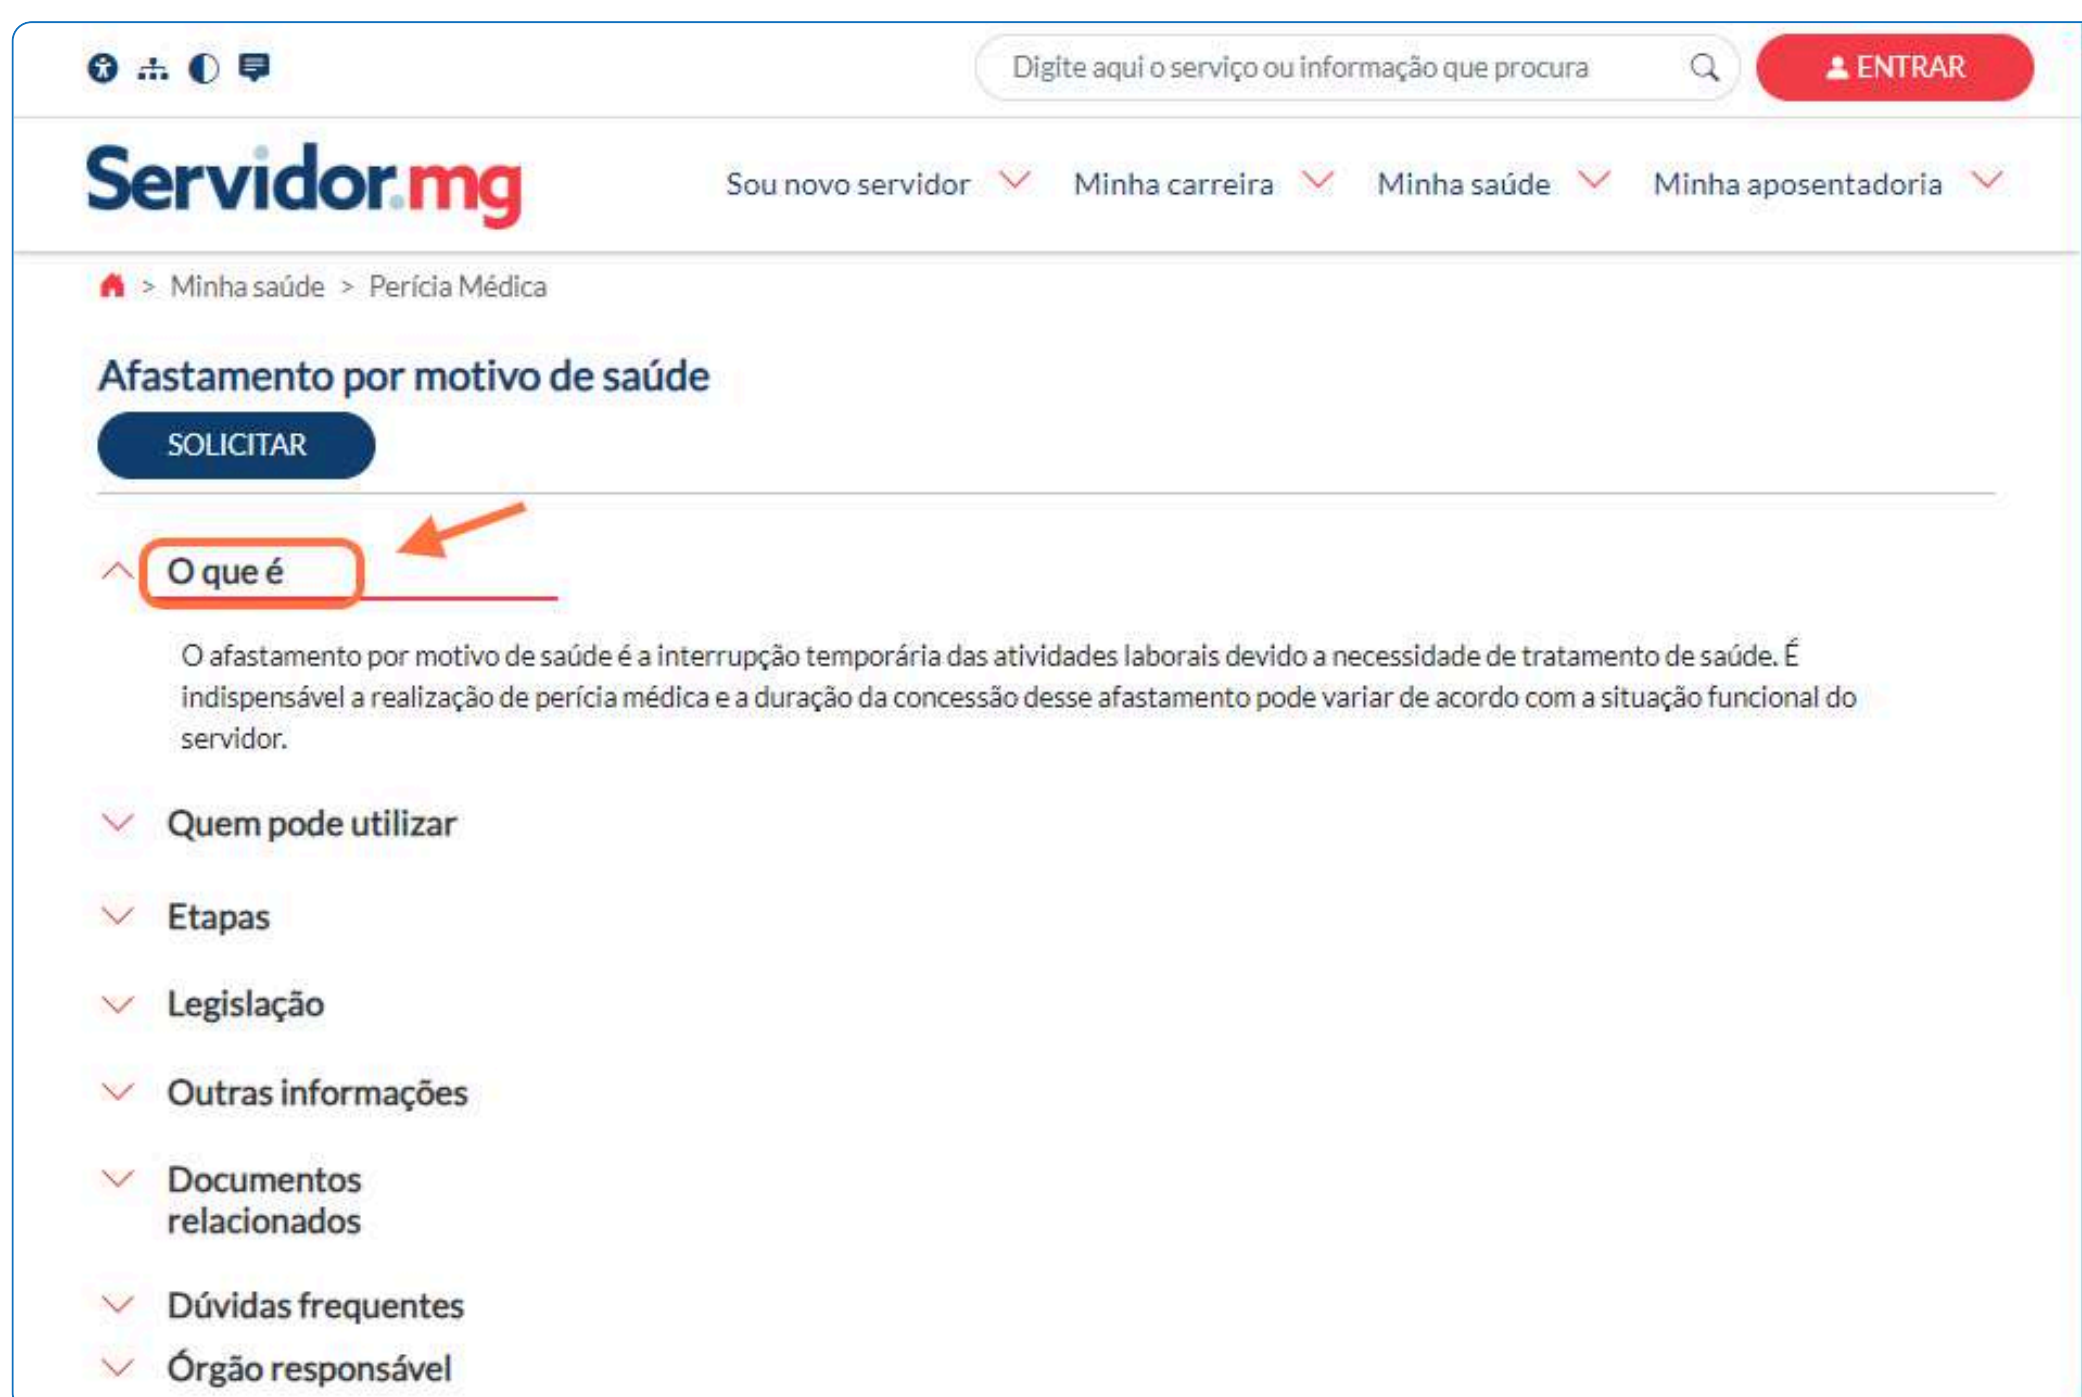 Digite aqui o serviço ou informação que procura
ENTRAR
Servidor.mg
Sou novo servidor
Minha carreira
Minha saúde
Minha aposentadoria
> Minha saúde > Perícia Médica
Afastamento por motivo de saúde
SOLICITAR
O que é
O afastamento por motivo de saúde é a interrupção temporária das atividades laborais devido a necessidade de tratamento de saúde. É
indispensável a realização de perícia médica e a duração da concessão desse afastamento pode variar de acordo com a situação funcional do
servidor.
Quem pode utilizar
Etapas
Legislação
Outras informações
Documentos
relacionados
Dúvidas frequentes
Órgão responsável